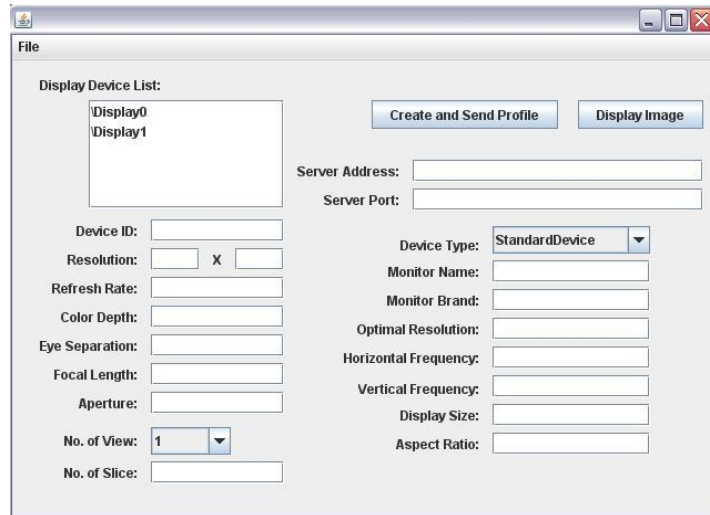 File
Display Device List:
\Display0
\Display1
Create and Send Profile
Display Image
Server Address:
Server Port:
Device ID:
Resolution: X
Refresh Rate:
Color Depth:
Eye Separation:
Focal Length:
Aperture:
No. of View: 1
No. of Slice:
Device Type: StandardDevice
Monitor Name:
Monitor Brand:
Optimal Resolution:
Horizontal Frequency:
Vertical Frequency:
Display Size:
Aspect Ratio: